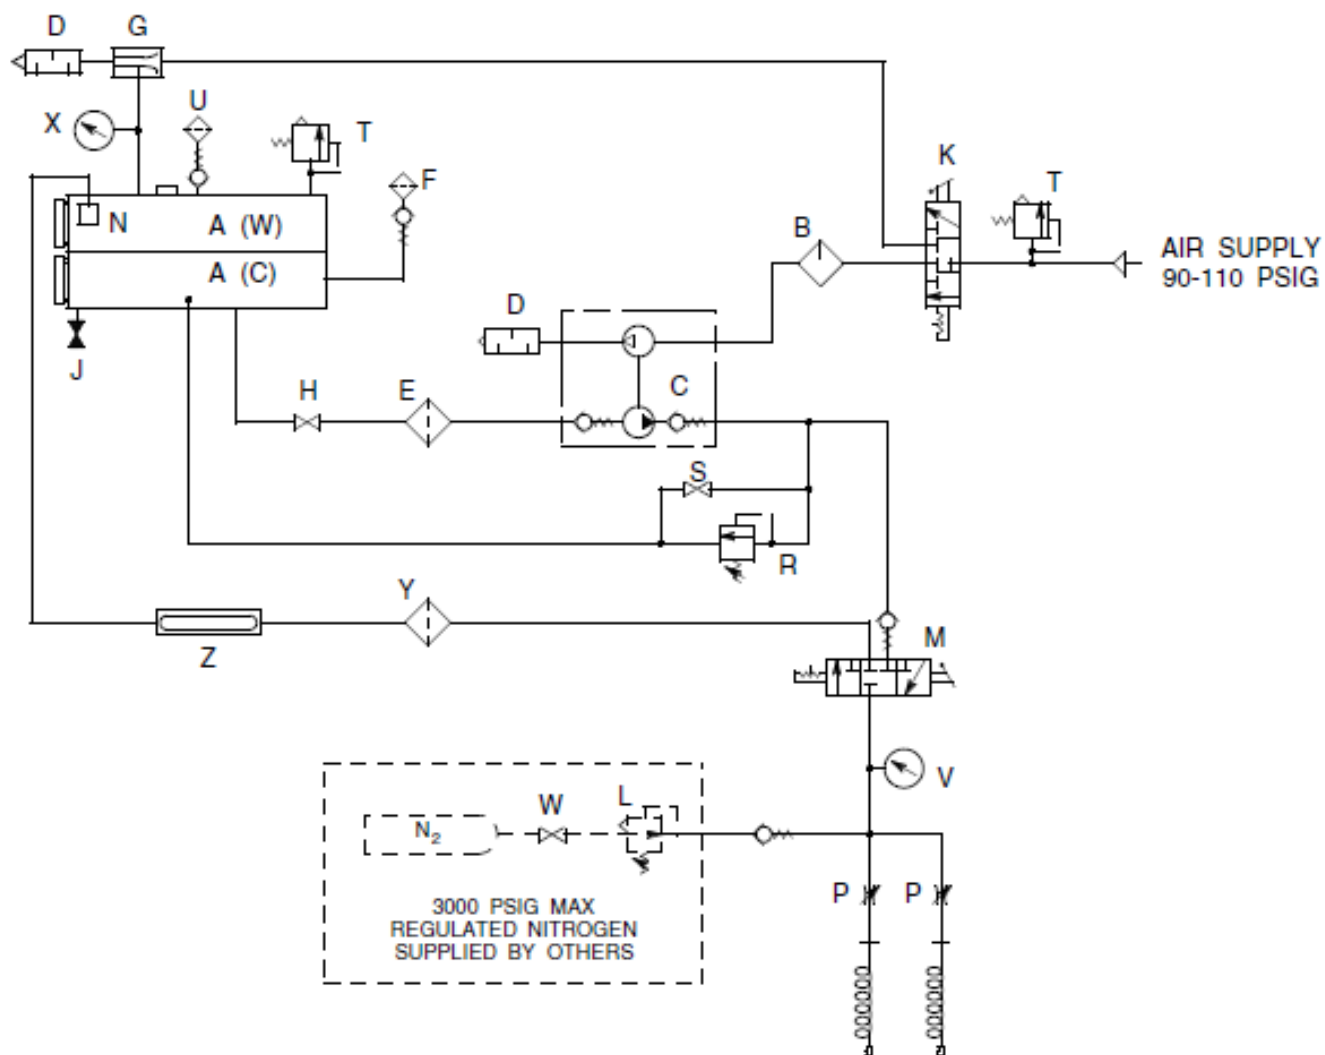 D G
U
X T
F
K
T
N A (W)
B
AIR SUPPLY
90-110 PSIG
A (C)
D
J
H E C
S
R
Y
M
Z
V
W L
N2
P P
3000 PSIG MAX
REGULATED NITROGEN
SUPPLIED BY OTHERS